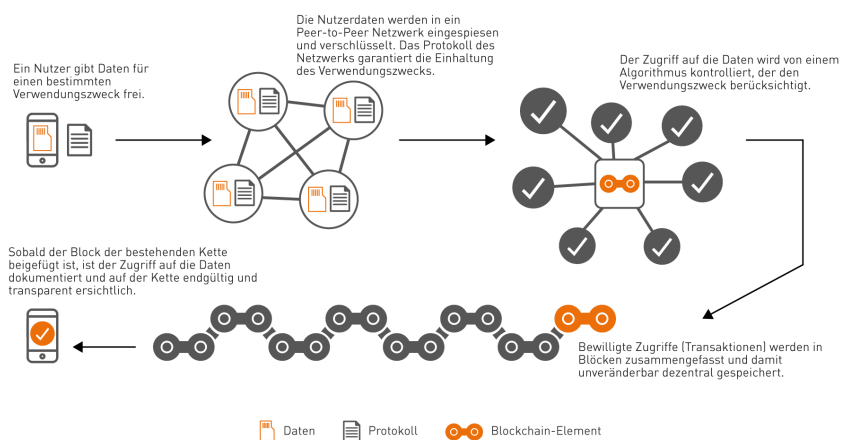 Ein Nutzer gibt Daten für
einen bestimmten
Verwendungszweck frei.
Die Nutzerdaten werden in ein
Peer-to-Peer Netzwerk eingespiesen
und verschlüsselt. Das Protokoll des
Netzwerks garantiert die Einhaltung
des Verwendungszwecks.
Der Zugriff auf die Daten wird von einem
Algorithmus kontrolliert, der den
Verwendungszweck berücksichtigt.
Bewilligte Zugriffe (Transaktionen) werden in
Blöcken zusammengefasst und damit
unveränderbar dezentral gespeichert.
Sobald der Block der bestehenden Kette
beigefügt ist, ist der Zugriff auf die Daten
dokumentiert und auf der Kette endgültig und
transparent ersichtlich.
Daten
Protokoll
Blockchain-Element